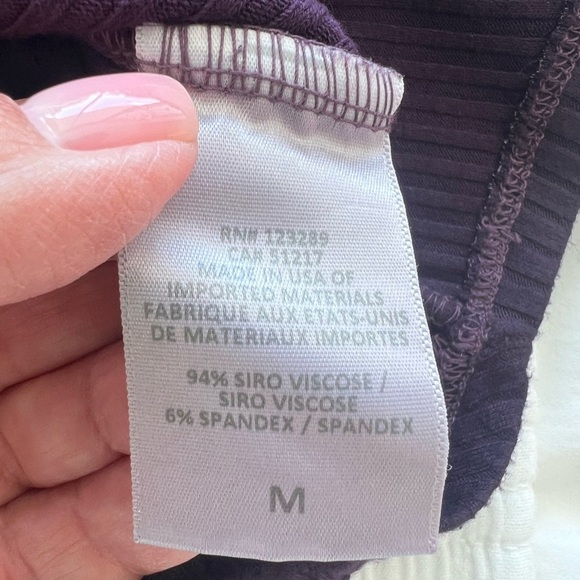 RN# 123289
CA# 51217
MADE IN USA OF
IMPORTED MATERIALS
FABRIQUE AUX ETATS-UNIS
DE MATERIAUX IMPORTES
94% SIRO VISCOSE /
SIRO VISCOSE
6% SPANDEX / SPANDEX
M